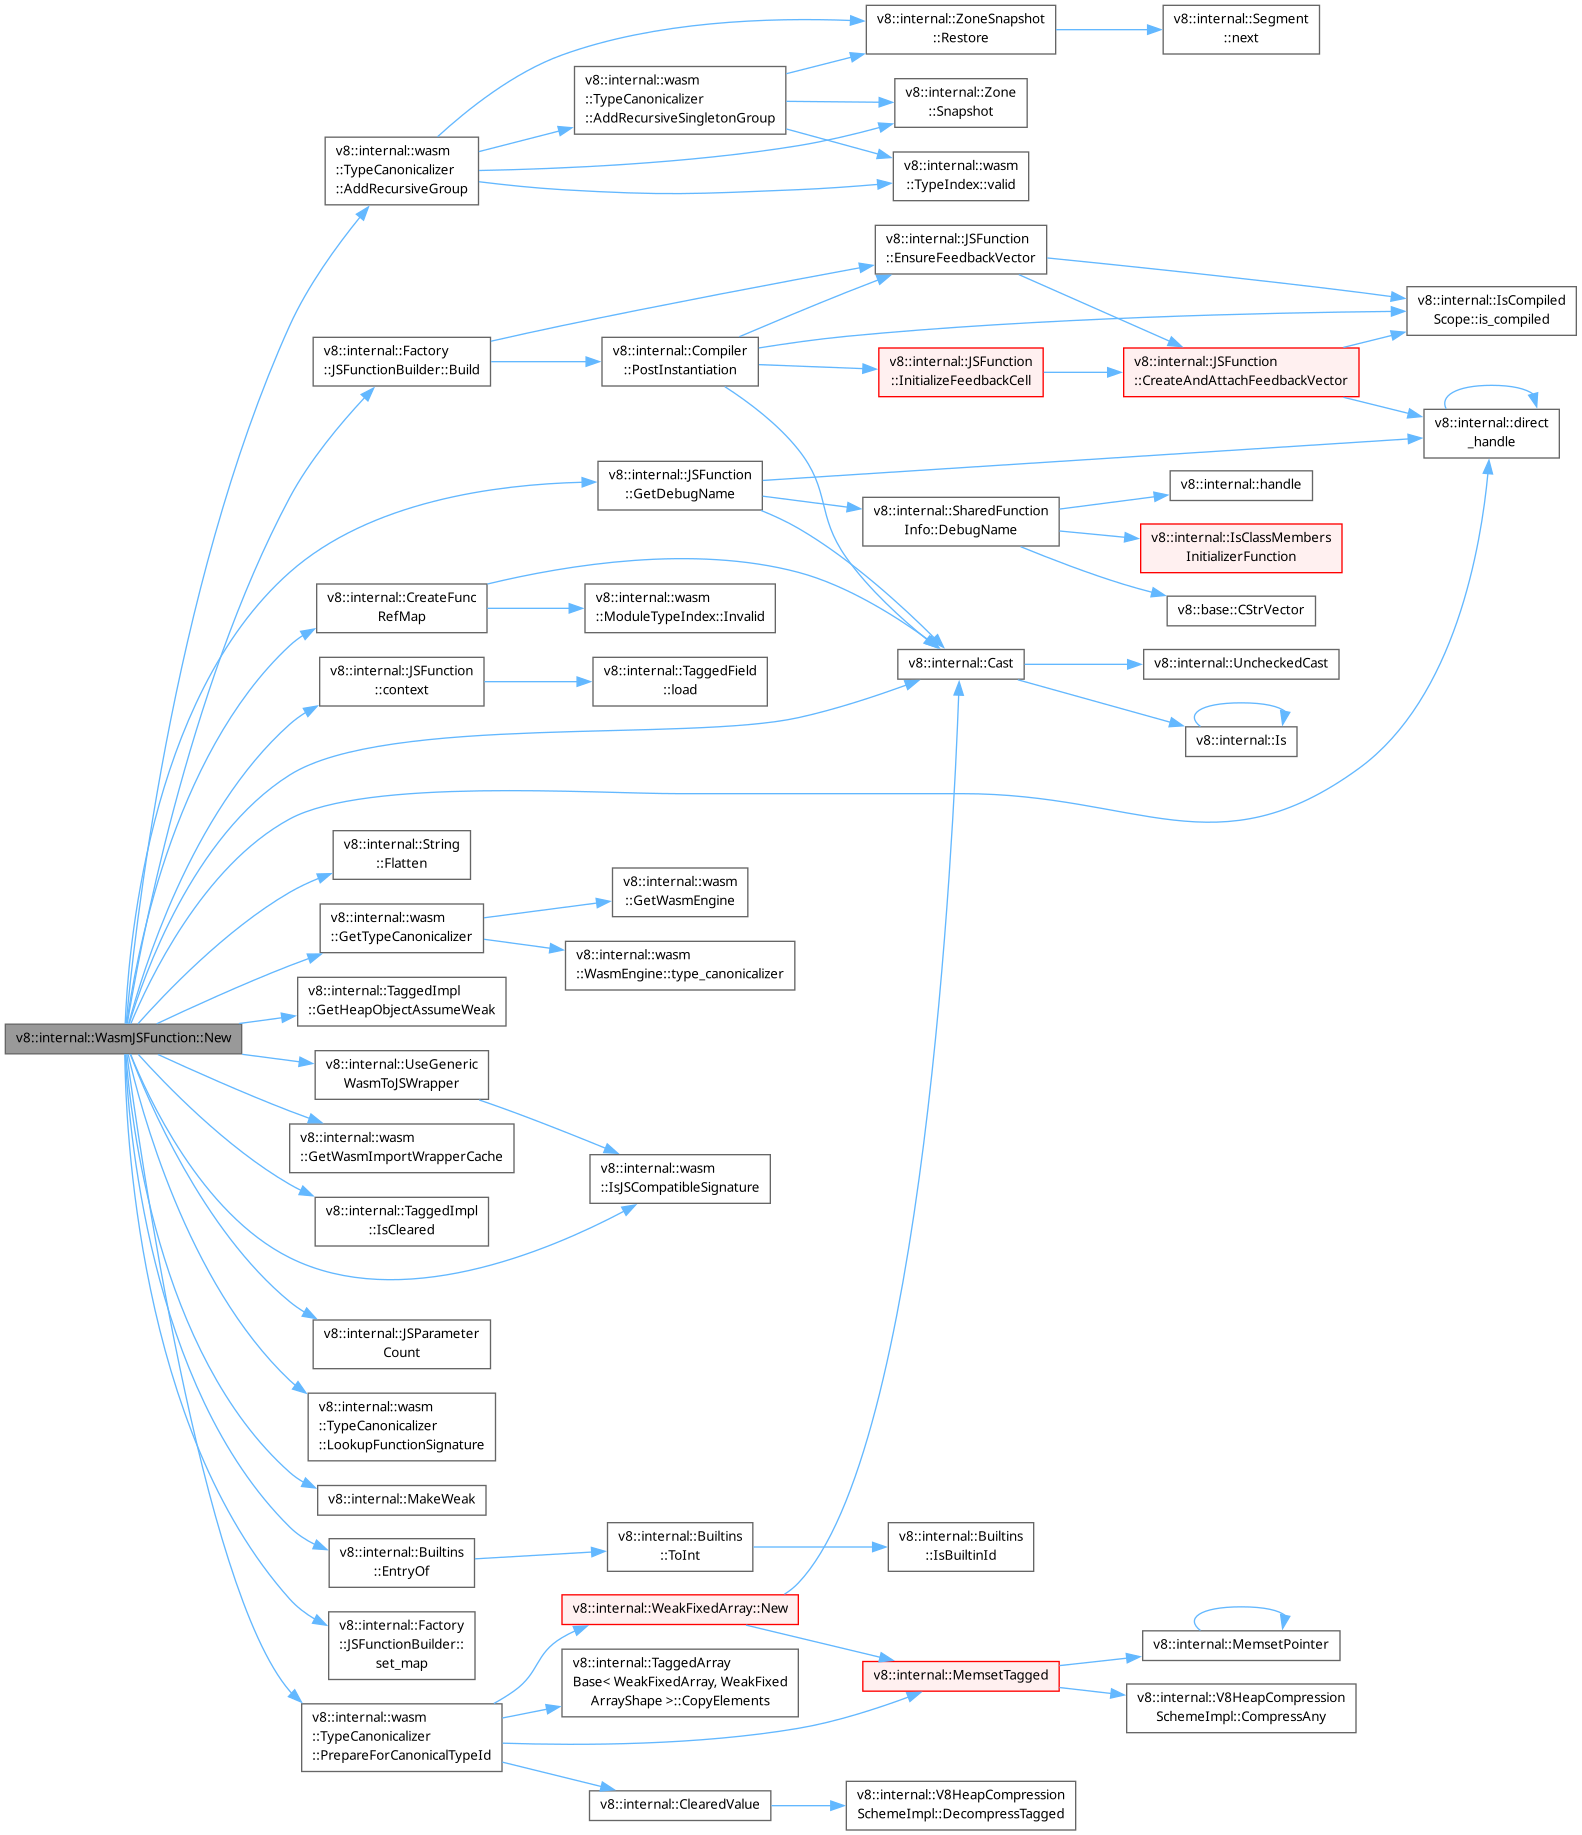 v8::internal::ZoneSnapshot
::Restore
v8::internal::Segment
::next
v8::internal::wasm
::TypeCanonicalizer
::AddRecursiveSingletonGroup
v8::internal::Zone
::Snapshot
v8::internal::wasm
::TypeCanonicalizer
::AddRecursiveGroup
v8::internal::wasm
::TypeIndex::valid
v8::internal::JSFunction
::EnsureFeedbackVector
v8::internal::IsCompiled
Scope::is_compiled
v8::internal::Factory
::JSFunctionBuilder::Build
v8::internal::Compiler
::PostInstantiation
v8::internal::JSFunction
::InitializeFeedbackCell
v8::internal::JSFunction
::CreateAndAttachFeedbackVector
v8::internal::direct
_handle
v8::internal::JSFunction
::GetDebugName
v8::internal::handle
v8::internal::SharedFunction
Info::DebugName
v8::internal::IsClassMembers
InitializerFunction
v8::internal::CreateFunc
RefMap
v8::internal::wasm
::ModuleTypeIndex::Invalid
v8::base::CStrVector
v8::internal::JSFunction
::context
v8::internal::TaggedField
::load
v8::internal::Cast
v8::internal::UncheckedCast
v8::internal::Is
v8::internal::String
::Flatten
v8::internal::wasm
::GetWasmEngine
v8::internal::wasm
::GetTypeCanonicalizer
v8::internal::wasm
::WasmEngine::type_canonicalizer
v8::internal::TaggedImpl
::GetHeapObjectAssumeWeak
v8::internal::WasmJSFunction::New
v8::internal::UseGeneric
WasmToJSWrapper
v8::internal::wasm
::GetWasmImportWrapperCache
v8::internal::wasm
::IsJSCompatibleSignature
v8::internal::TaggedImpl
::IsCleared
v8::internal::JSParameter
Count
v8::internal::wasm
::TypeCanonicalizer
::LookupFunctionSignature
v8::internal::MakeWeak
v8::internal::Builtins
::EntryOf
v8::internal::Builtins
::ToInt
v8::internal::Builtins
::IsBuiltinId
v8::internal::Factory
::JSFunctionBuilder::
set_map
v8::internal::WeakFixedArray::New
v8::internal::MemsetPointer
v8::internal::TaggedArray
Base< WeakFixedArray, WeakFixed
ArrayShape >::CopyElements
v8::internal::MemsetTagged
v8::internal::V8HeapCompression
SchemeImpl::CompressAny
v8::internal::wasm
::TypeCanonicalizer
::PrepareForCanonicalTypeId
v8::internal::ClearedValue
v8::internal::V8HeapCompression
SchemeImpl::DecompressTagged